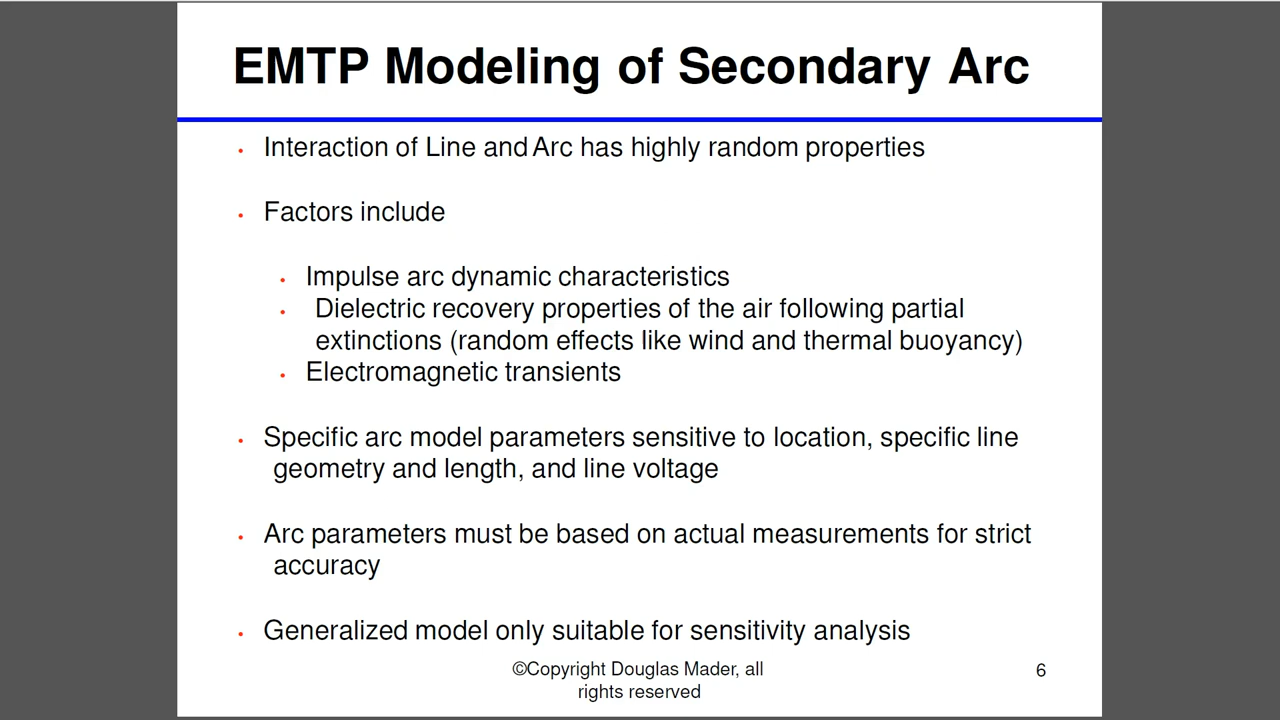 EMTP Modeling of Secondary Arc
• Interaction of Line and Arc has highly random properties
• Factors include
• Impulse arc dynamic characteristics
• Dielectric recovery properties of the air following partial
extinctions (random effects like wind and thermal buoyancy)
• Electromagnetic transients
• Specific arc model parameters sensitive to location, specific line
geometry and length, and line voltage
• Arc parameters must be based on actual measurements for strict
accuracy
• Generalized model only suitable for sensitivity analysis
©Copyright Douglas Mader, all
rights reserved
6